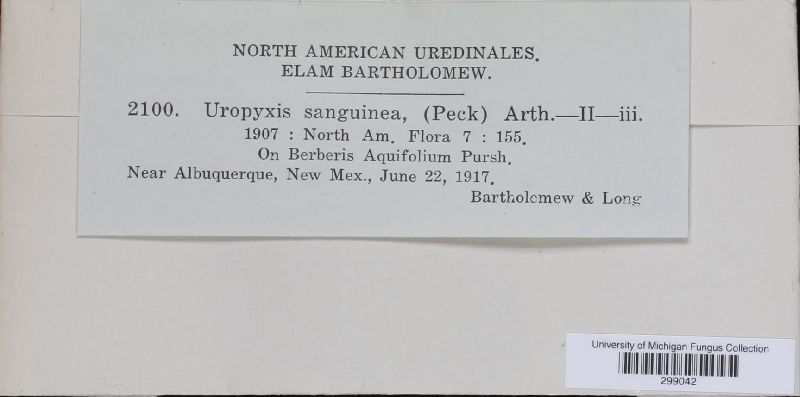 NORTH AMERICAN UREDINALES.
ELAM BARTHOLOMEW.
2100. Uropyxis sanguinea, (Peck) Arth.—II—iii.
1907 : North Am. Flora 7 : 155.
On Berberis Aquifolium Pursh.
Near Albuquerque, New Mex., June 22, 1917.
Bartholomew & Long
University of Michigan Fungus Collection
299042